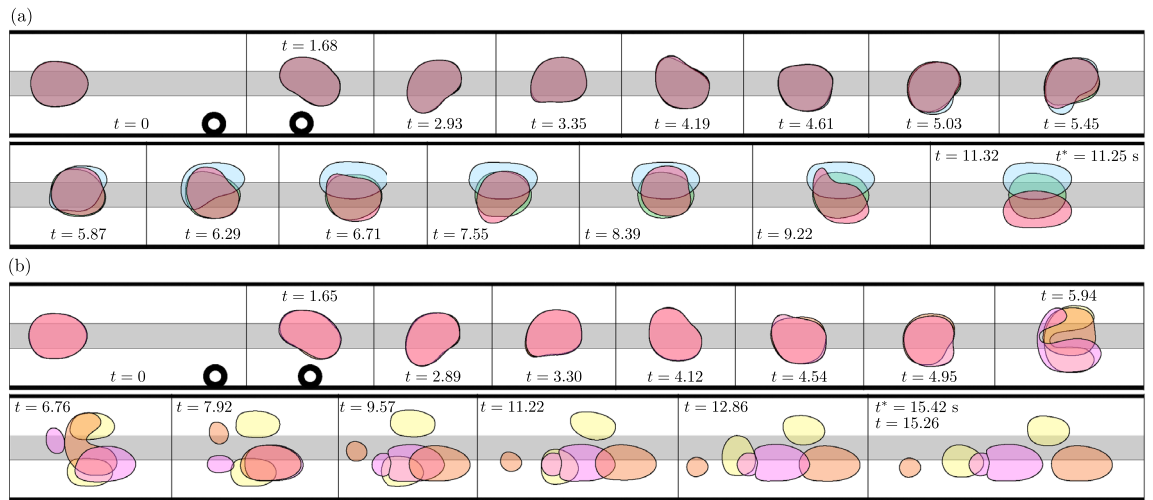 (a)
t = 1.68
t = 0
t = 2.93
t = 3.35
t = 4.19
t = 4.61
t = 5.03
t = 5.45
t = 11.32
t* = 11.25 s
t = 5.87
t = 6.29
t = 6.71
t = 7.55
t = 8.39
t = 9.22
(b)
t = 1.65
t = 5.94
t = 0
t = 2.89
t = 3.30
t = 4.12
t = 4.54
t = 4.95
t = 6.76
t = 7.92
t = 9.57
t = 11.22
t = 12.86
t* = 15.42 s
t = 15.26